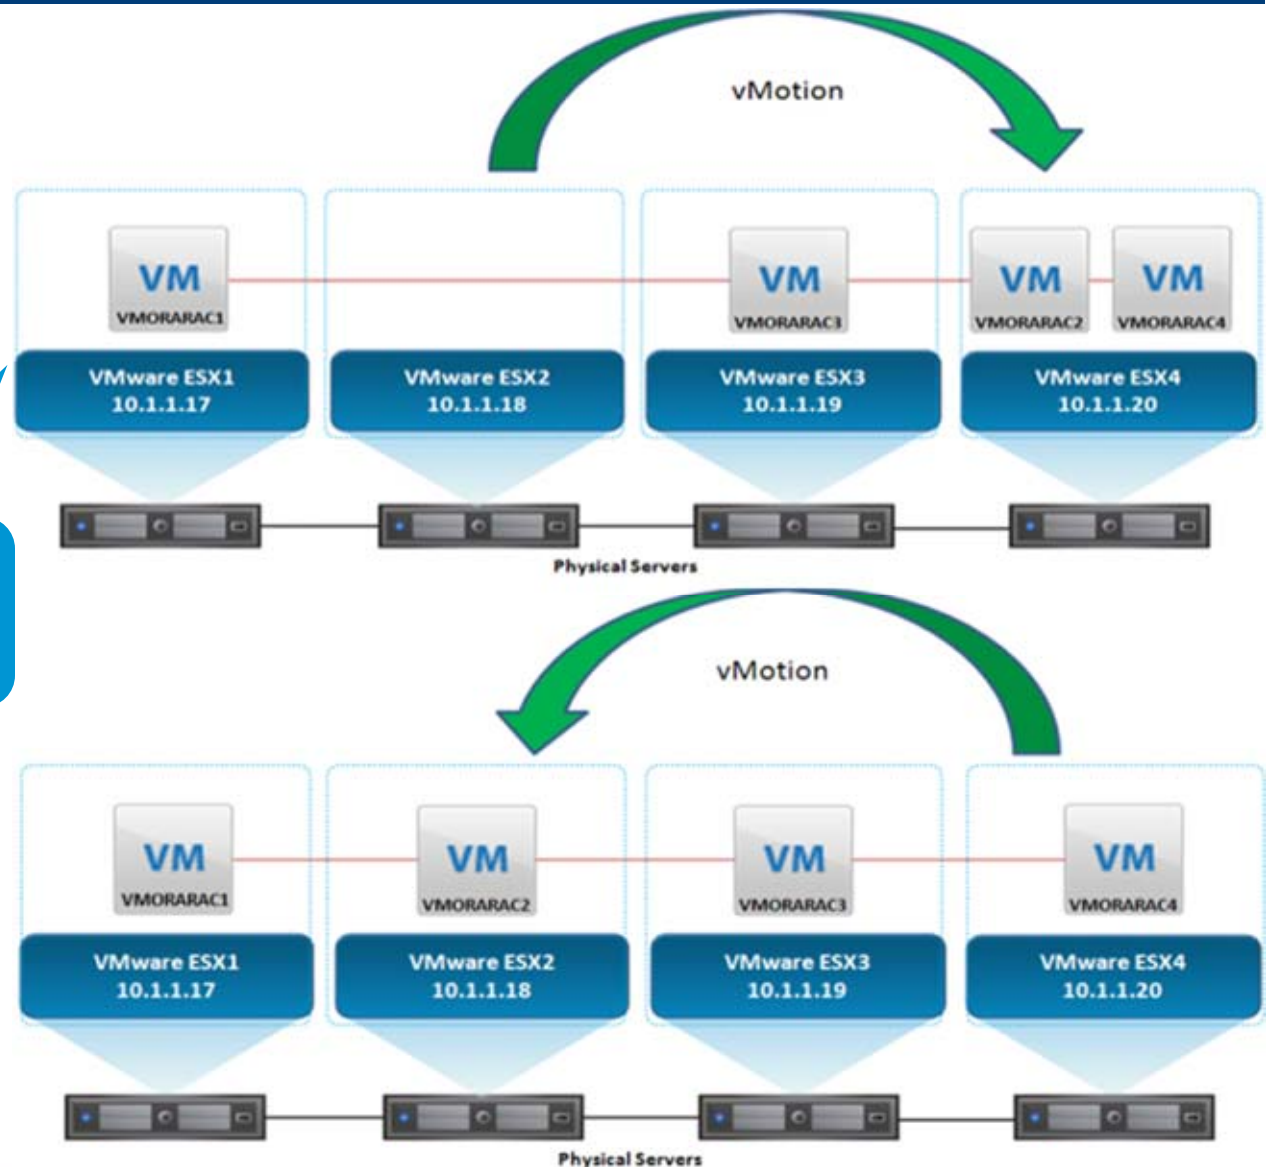 vMotion
VM VM VM VM
VMORARAC1 VMORARAC3 VMORARAC2 VMORARAC4
VMware ESX1 VMware ESX2 VMware ESX3 VMware ESX4
10.1.1.17 10.1.1.18 10.1.1.19 10.1.1.20
Physical Servers
vMotion
VM VM VM VM
VMORARAC1 VMORARAC2 VMORARAC3 VMORARAC4
VMware ESX1 VMware ESX2 VMware ESX3 VMware ESX4
10.1.1.17 10.1.1.18 10.1.1.19 10.1.1.20
Physical Servers